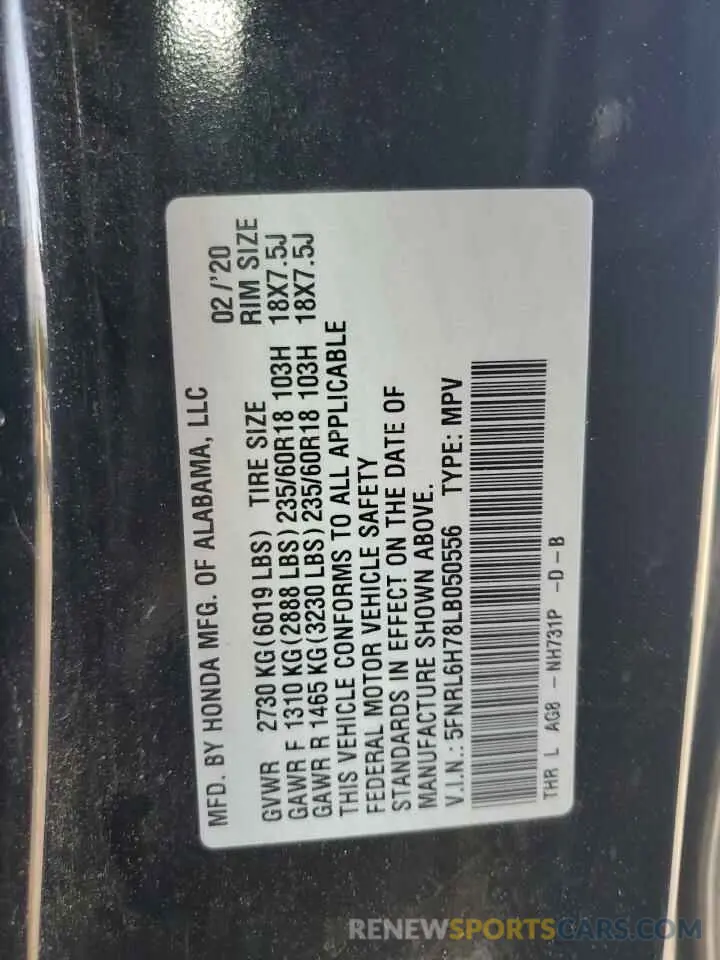 MFD. BY HONDA MFG. OF ALABAMA, LLC 02/'20
GVWR 2730 KG (6019 LBS) TIRE SIZE RIM SIZE
GAWR F 1310 KG (2888 LBS) 235/60R18 103H 18X7.5J
GAWR R 1465 KG (3230 LBS) 235/60R18 103H 18X7.5J
THIS VEHICLE CONFORMS TO ALL APPLICABLE
FEDERAL MOTOR VEHICLE SAFETY
STANDARDS IN EFFECT ON THE DATE OF
MANUFACTURE SHOWN ABOVE.
V.I.N.: 5FNRL6H78LB050556 TYPE: MPV
THR L AG8 - NH731P -D-B
RENEWSPORTSCARS.COM